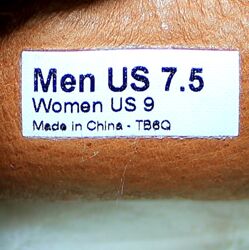 Men US 7.5
Women US 9
Made in China - TB6Q